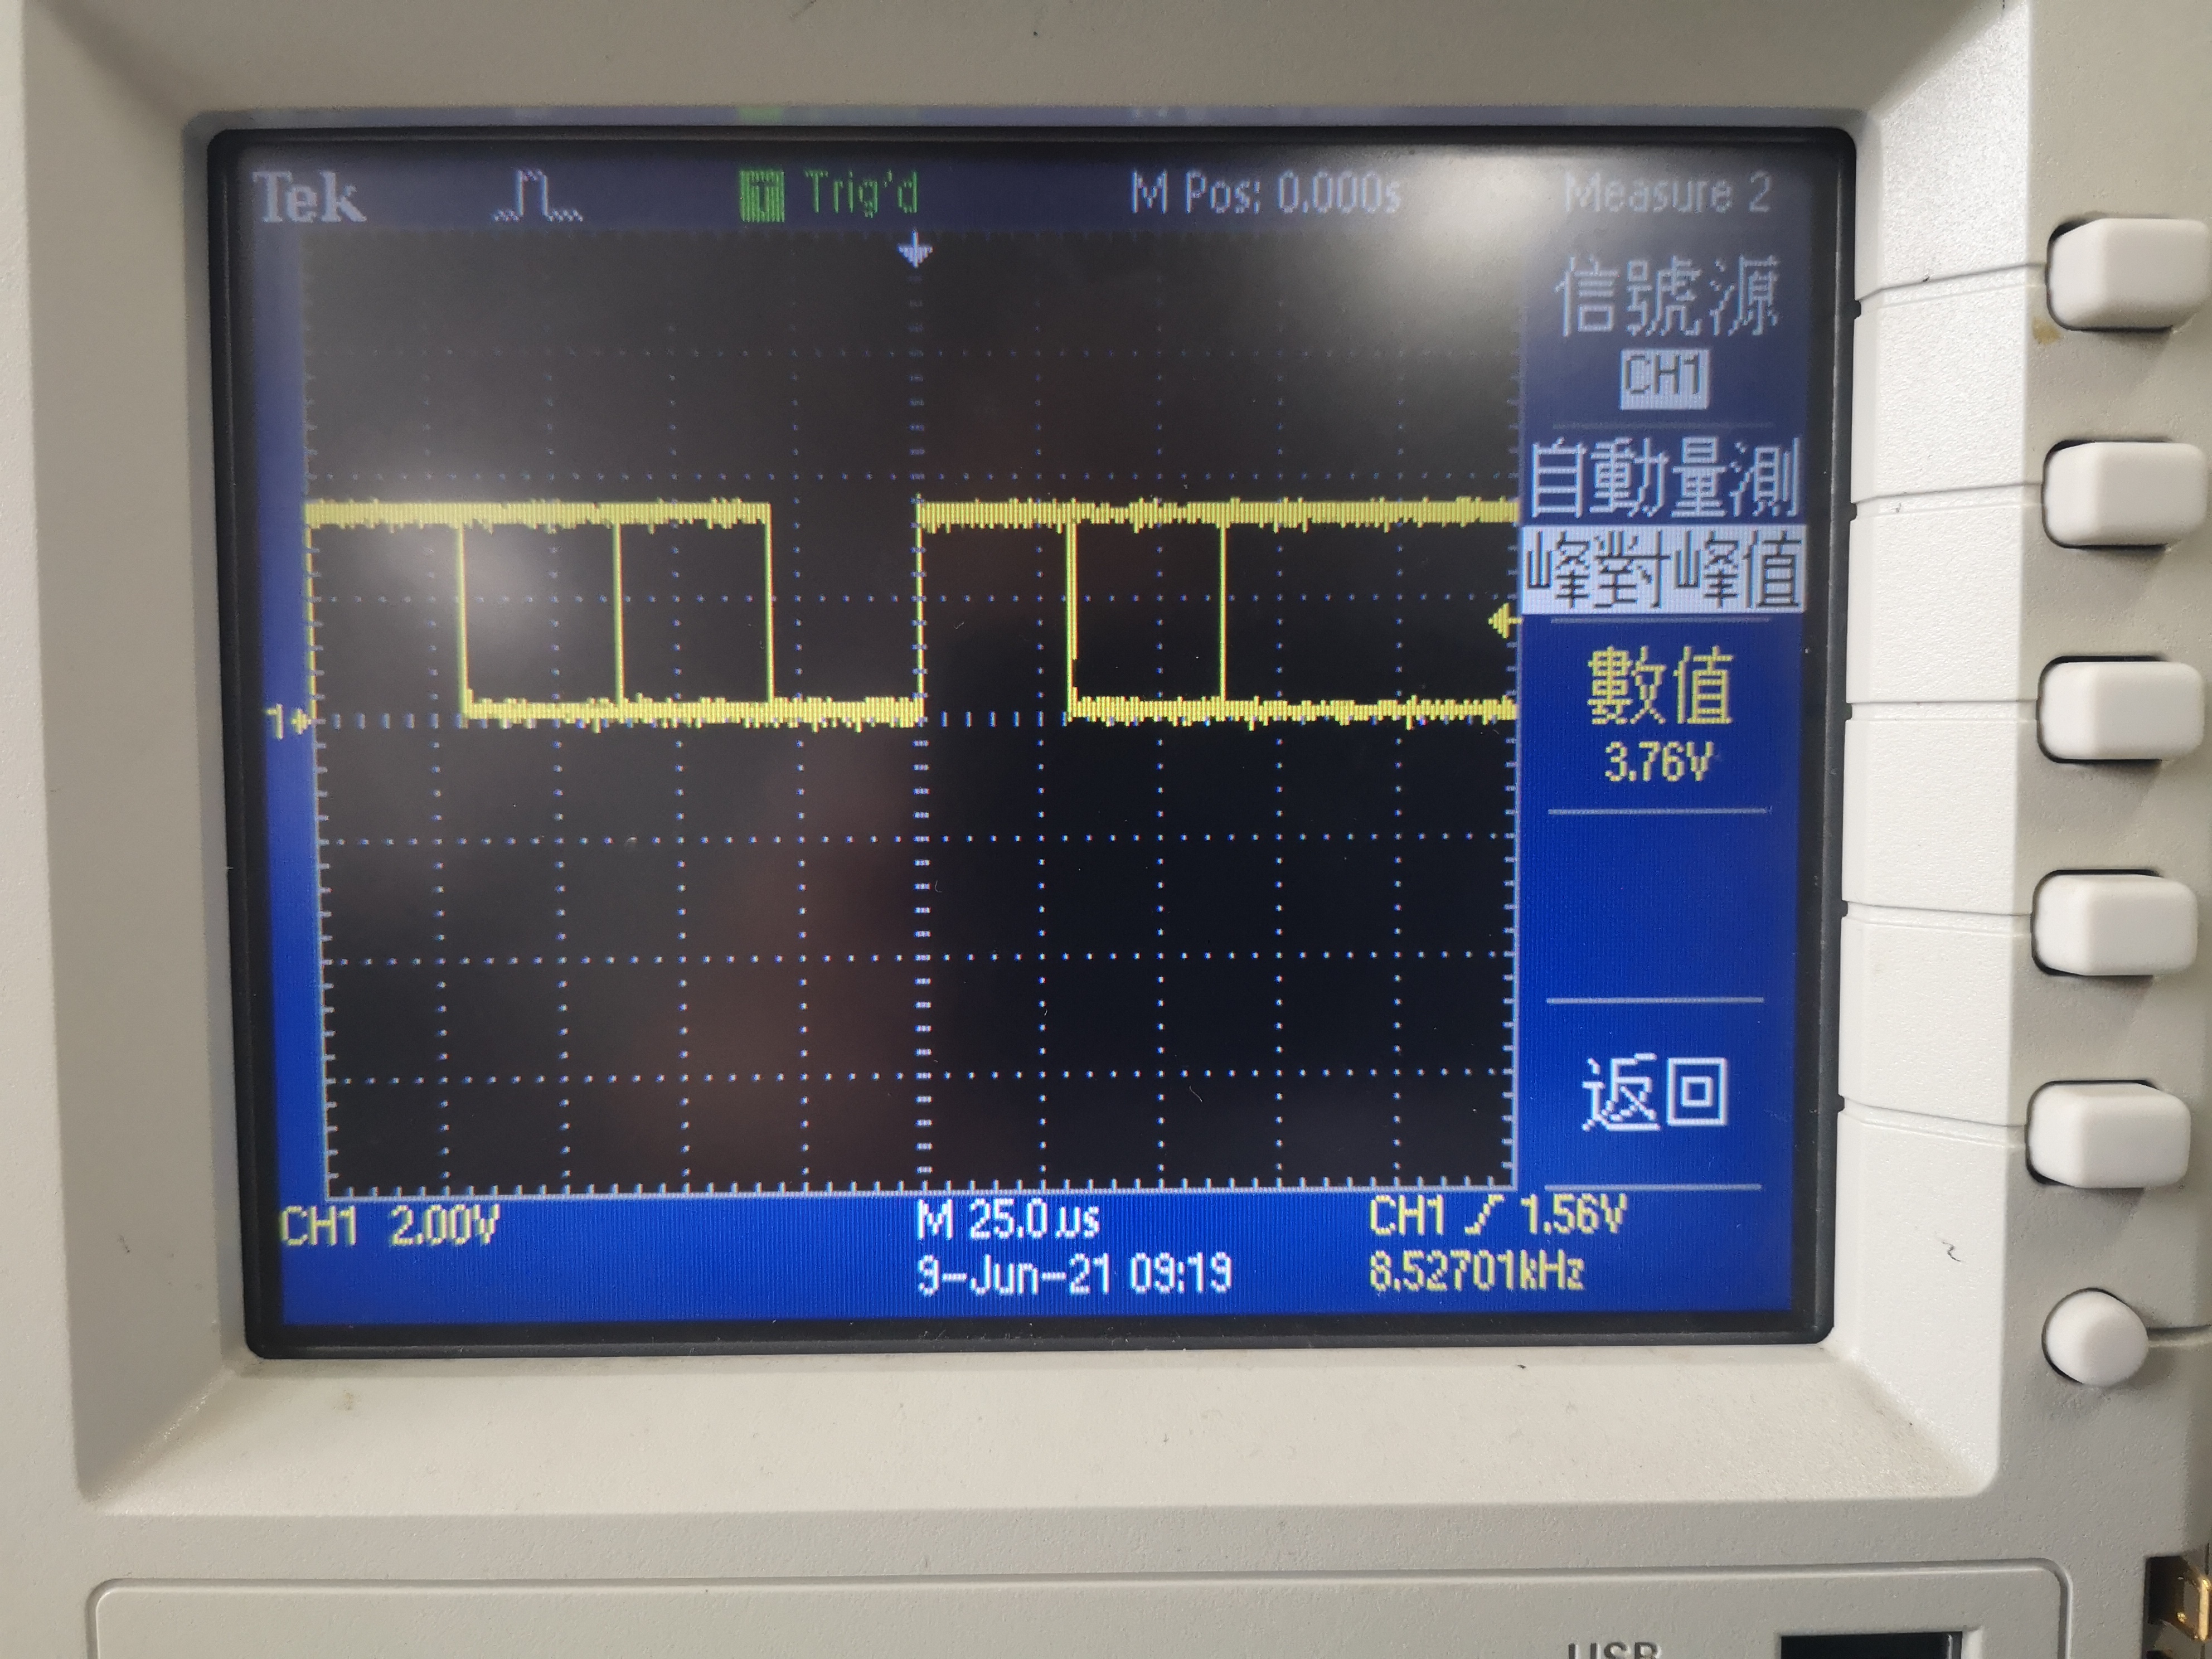 Tek Trig'd M Pos: 0.000s Measure 2
信號源
CH1
自動量測
峰對峰值
數值
3.76V
返回
1
CH1 2.00V M 25.0µs CH1 1.56V
9-Jun-21 09:19 8.52701kHz
USB